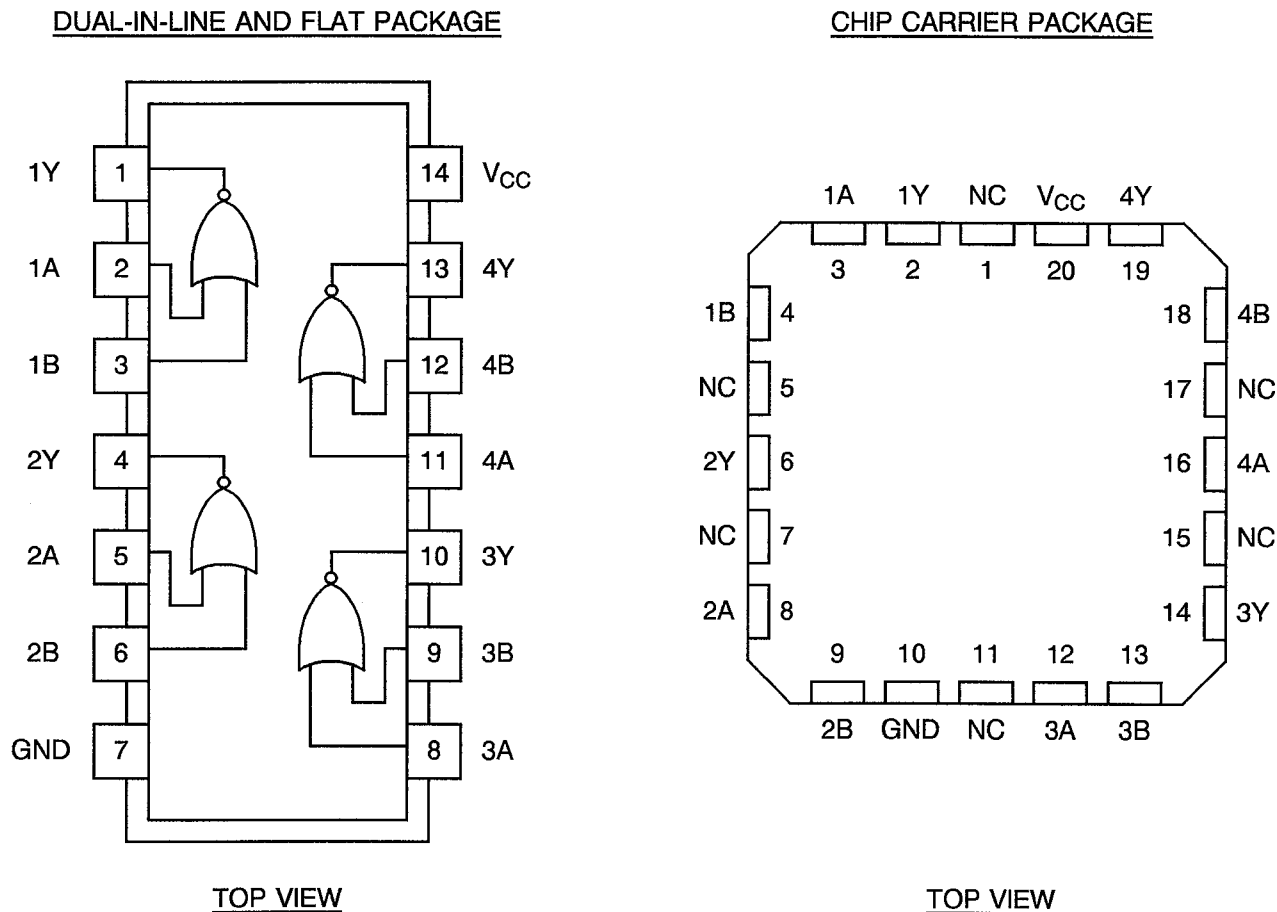 DUAL-IN-LINE AND FLAT PACKAGE
1Y 1 14 VCC
1A 2 13 4Y
1B 3 12 4B
2Y 4 11 4A
2A 5 10 3Y
2B 6 9 3B
GND 7 8 3A
TOP VIEW
CHIP CARRIER PACKAGE
1A 1Y NC VCC 4Y
3 2 1 20 19
1B 4 18 4B
NC 5 17 NC
2Y 6 16 4A
NC 7 15 NC
2A 8 14 3Y
9 10 11 12 13
2B GND NC 3A 3B
TOP VIEW